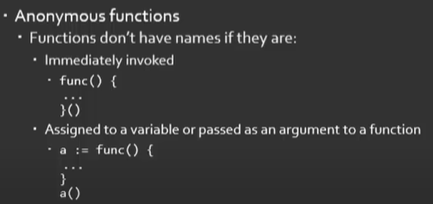 • Anonymous functions
• Functions don't have names if they are:
• Immediately invoked
• func() {
...
}()
• Assigned to a variable or passed as an argument to a function
• a := func() {
...
}
a()